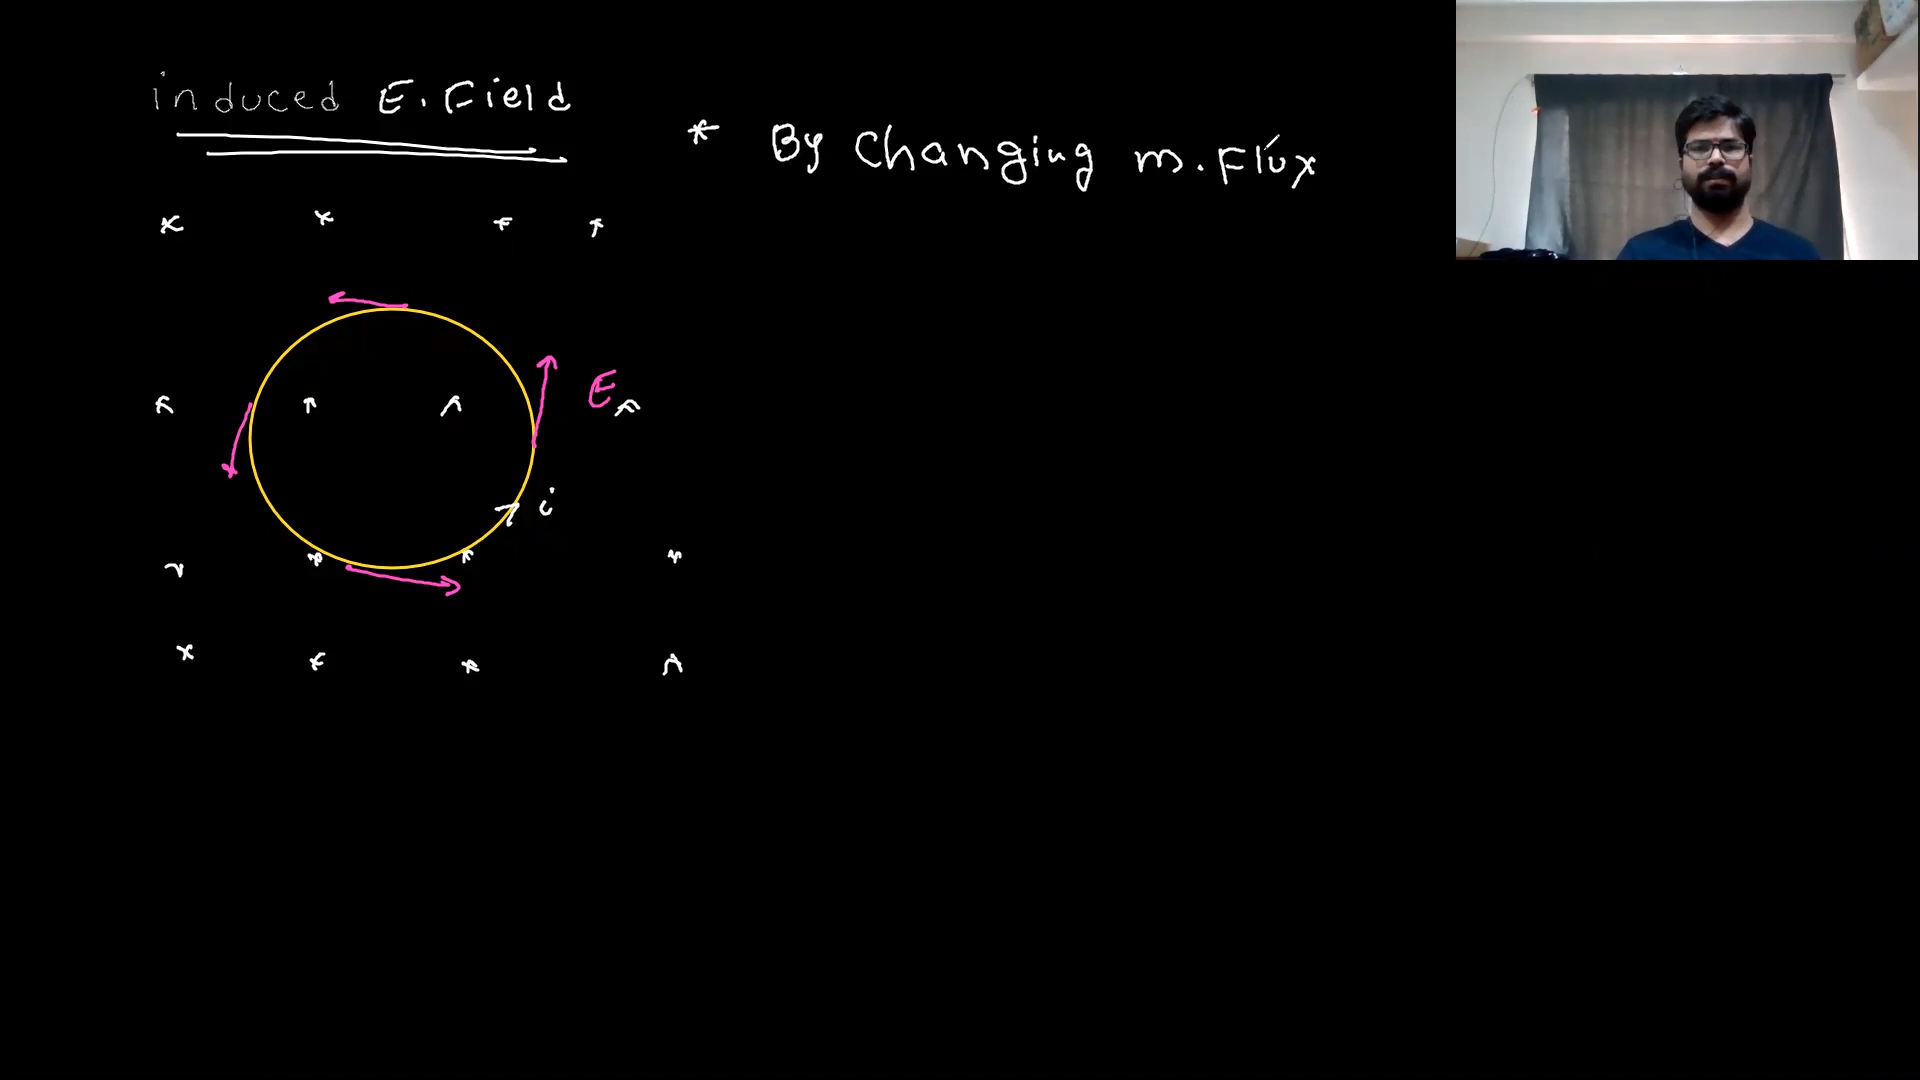 induced E. Field
* By Changing m. Flux
E
i